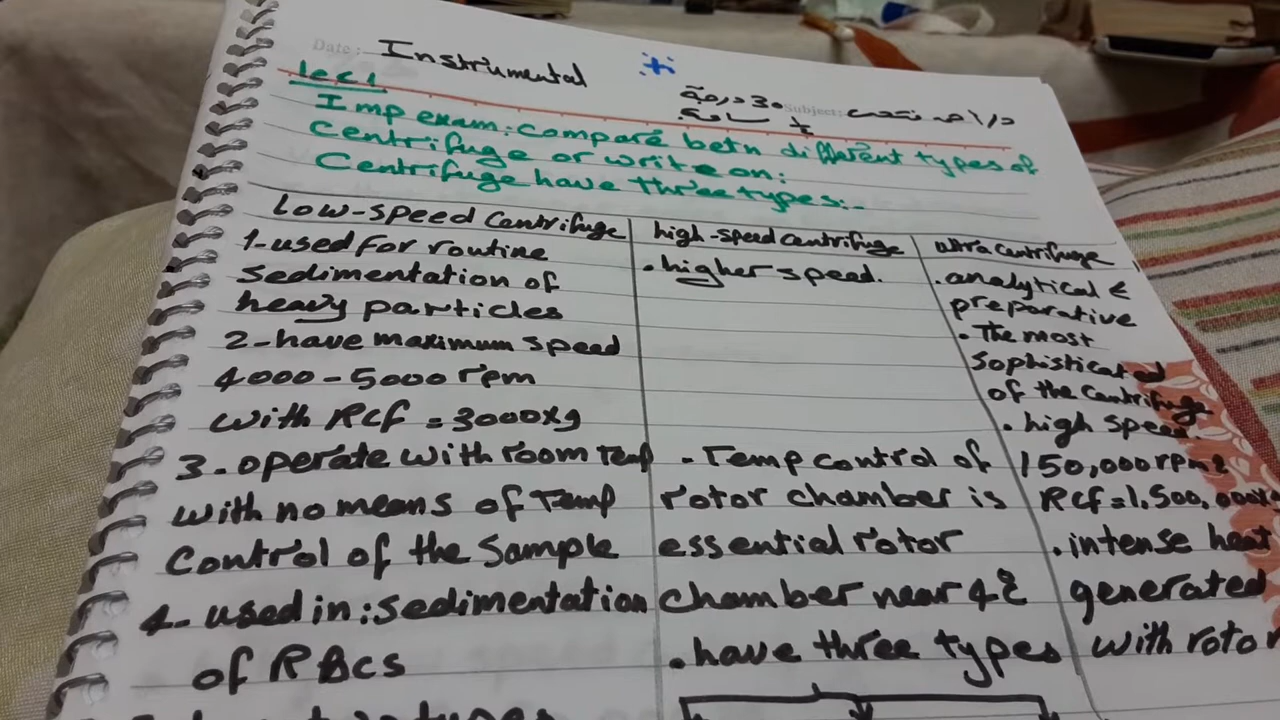 Date:
Instrumental
Subject:
30 درجة
lec 1
Imp exam: compare betn different types of
Centrifuge or write on:
Centrifuge have three types:-
Low-speed centrifuge
1-used for routine
sedimentation of
heavy particles
2-have maximum speed
4000-5000 rpm
with RCf = 3000xg
3-operate with room Temp
with no means of Temp
Control of the sample
4-used in: sedimentation
of RBcs
high-speed centrifuge
.higher speed.
-Temp control of
rotor chamber is
essential rotor
chamber near 4
.have three types
ultra centrifuge
.analytical &
preparative
.The most
sophisticated
of the centrifuge
.high speed.
150,000 rpm &
Rcf=1,500,000
.intense heat
generated
with rotor